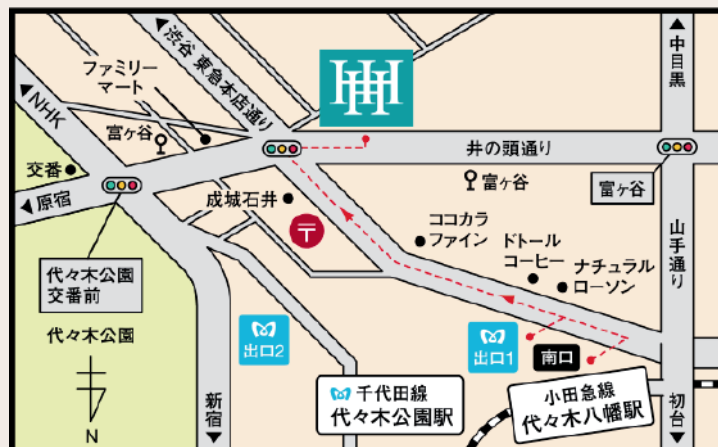 渋谷 東急本店通り
HH
中目黒
ファミリー
マート
NHK
富ヶ谷
井の頭通り
交番
原宿
富ヶ谷
富ヶ谷
成城石井
〒
ココカラ
ファイン
ドトール
コーヒー
ナチュラル
ローソン
山手通り
代々木公園
交番前
代々木公園
出口2
出口1
南口
N
新宿
千代田線
代々木公園駅
小田急線
代々木八幡駅
初台